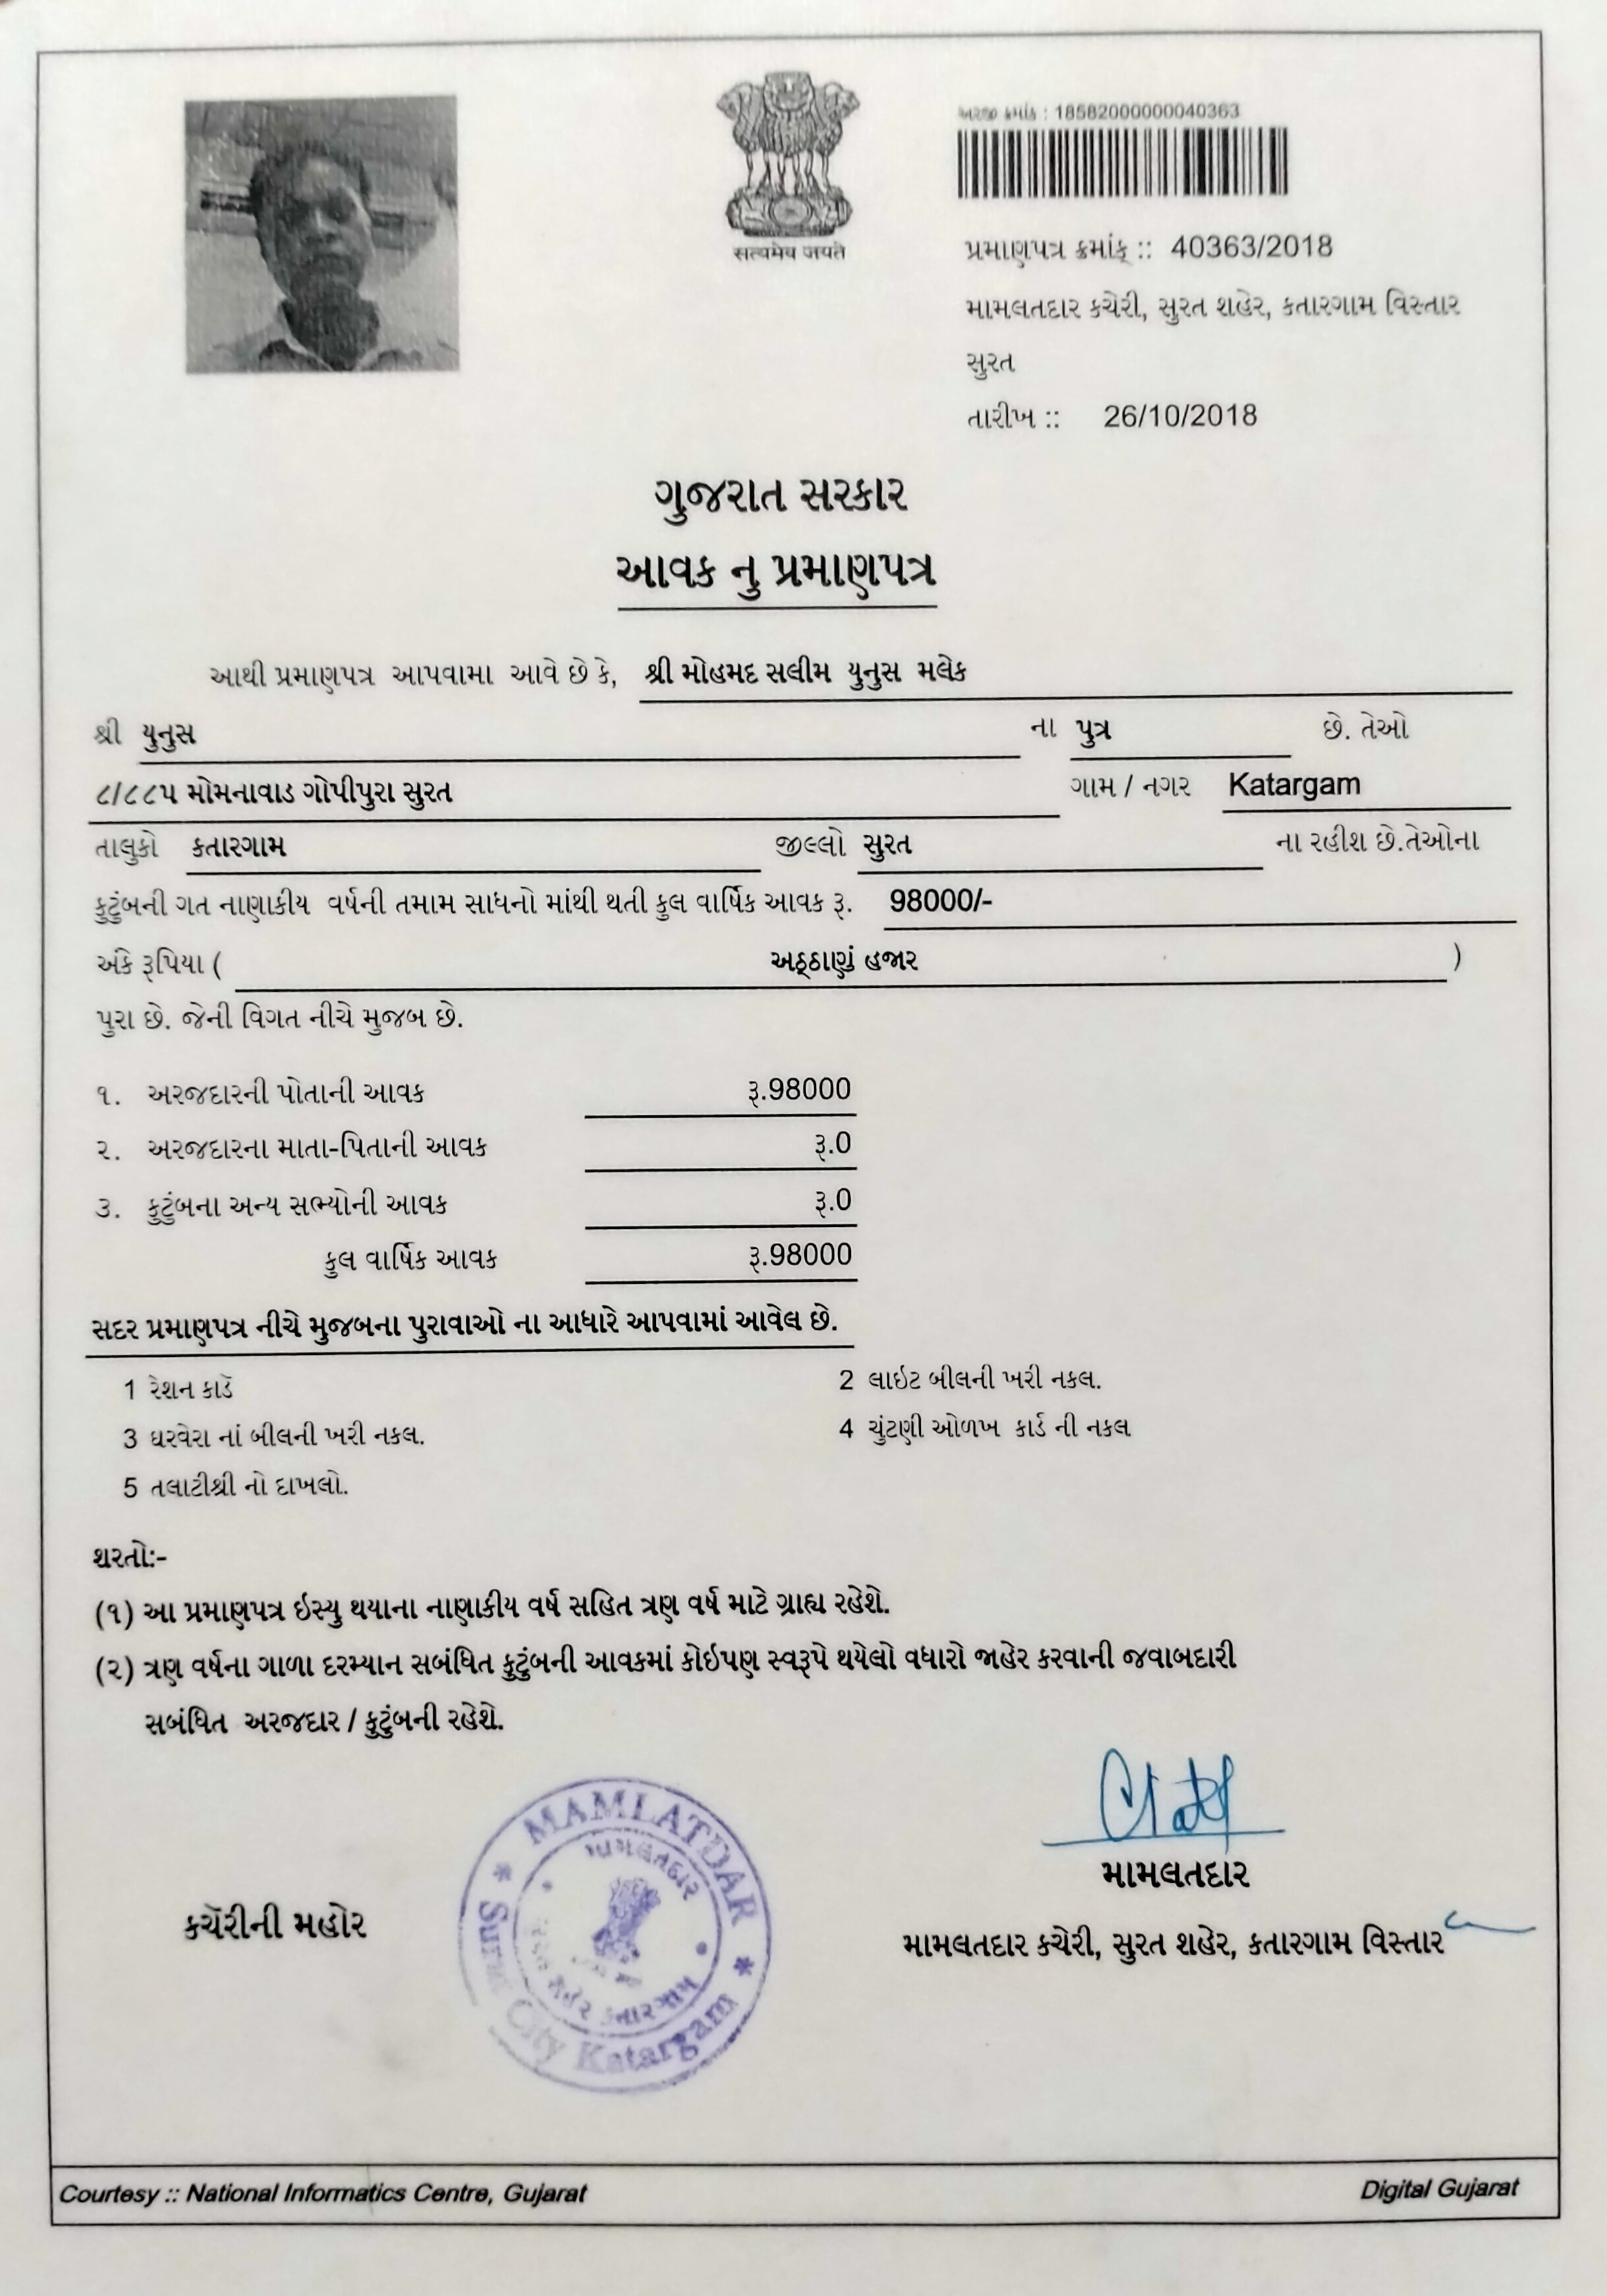 અરજી ક્રમાંક : 18582000000040363
सत्यमेव जयते
પ્રમાણપત્ર ક્રમાંક્ :: 40363/2018
મામલતદાર કચેરી, સુરત શહેર, કતારગામ વિસ્તાર
સુરત
તારીખ :: 26/10/2018
ગુજરાત સરકાર
આવક નુ પ્રમાણપત્ર
આથી પ્રમાણપત્ર આપવામા આવે છે કે, શ્રી મોહમદ સલીમ યુનુસ મલેક
શ્રી યુનુસ ના પુત્ર છે. તેઓ
૮/૮૮૫ મોમનાવાડ ગોપીપુરા સુરત ગામ / નગર Katargam
તાલુકો કતારગામ જીલ્લો સુરત ના રહીશ છે.તેઓના
કુટુંબની ગત નાણાકીય વર્ષની તમામ સાધનો માંથી થતી કુલ વાર્ષિક આવક રૂ. 98000/-
અંકે રૂપિયા ( અઠ્ઠાણું હજાર )
પુરા છે. જેની વિગત નીચે મુજબ છે.
૧. અરજદારની પોતાની આવક રૂ.98000
૨. અરજદારના માતા-પિતાની આવક રૂ.0
૩. કુટુંબના અન્ય સભ્યોની આવક રૂ.0
કુલ વાર્ષિક આવક રૂ.98000
સદર પ્રમાણપત્ર નીચે મુજબના પુરાવાઓ ના આધારે આપવામાં આવેલ છે.
1 રેશન કાર્ડ 2 લાઇટ બીલની ખરી નકલ.
3 ઘરવેરા નાં બીલની ખરી નકલ. 4 ચુંટણી ઓળખ કાર્ડ ની નકલ
5 તલાટીશ્રી નો દાખલો.
શરતો:-
(૧) આ પ્રમાણપત્ર ઇસ્યુ થયાના નાણાકીય વર્ષ સહિત ત્રણ વર્ષ માટે ગ્રાહ્ય રહેશે.
(૨) ત્રણ વર્ષના ગાળા દરમ્યાન સબંધિત કુટુંબની આવકમાં કોઇપણ સ્વરૂપે થયેલો વધારો જાહેર કરવાની જવાબદારી
સબંધિત અરજદાર / કુટુંબની રહેશે.
MAMLATDAR
મામલતદાર
શહેર કતારગામ
Surat City Katargam
મામલતદાર
કચેરીની મહોર
મામલતદાર કચેરી, સુરત શહેર, કતારગામ વિસ્તાર
Courtesy :: National Informatics Centre, Gujarat Digital Gujarat